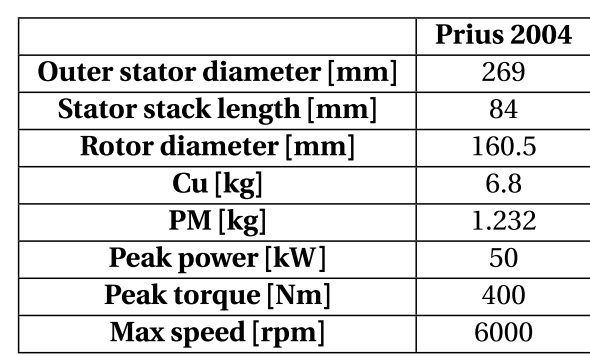 Prius 2004
Outer stator diameter [mm] 269
Stator stack length [mm] 84
Rotor diameter [mm] 160.5
Cu [kg] 6.8
PM [kg] 1.232
Peak power [kW] 50
Peak torque [Nm] 400
Max speed [rpm] 6000